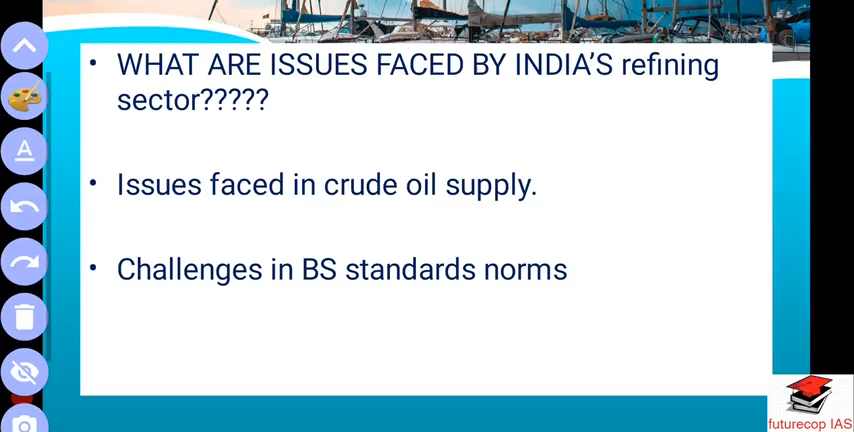 • WHAT ARE ISSUES FACED BY INDIA'S refining
sector?????
• Issues faced in crude oil supply.
• Challenges in BS standards norms
A
futurecop IAS